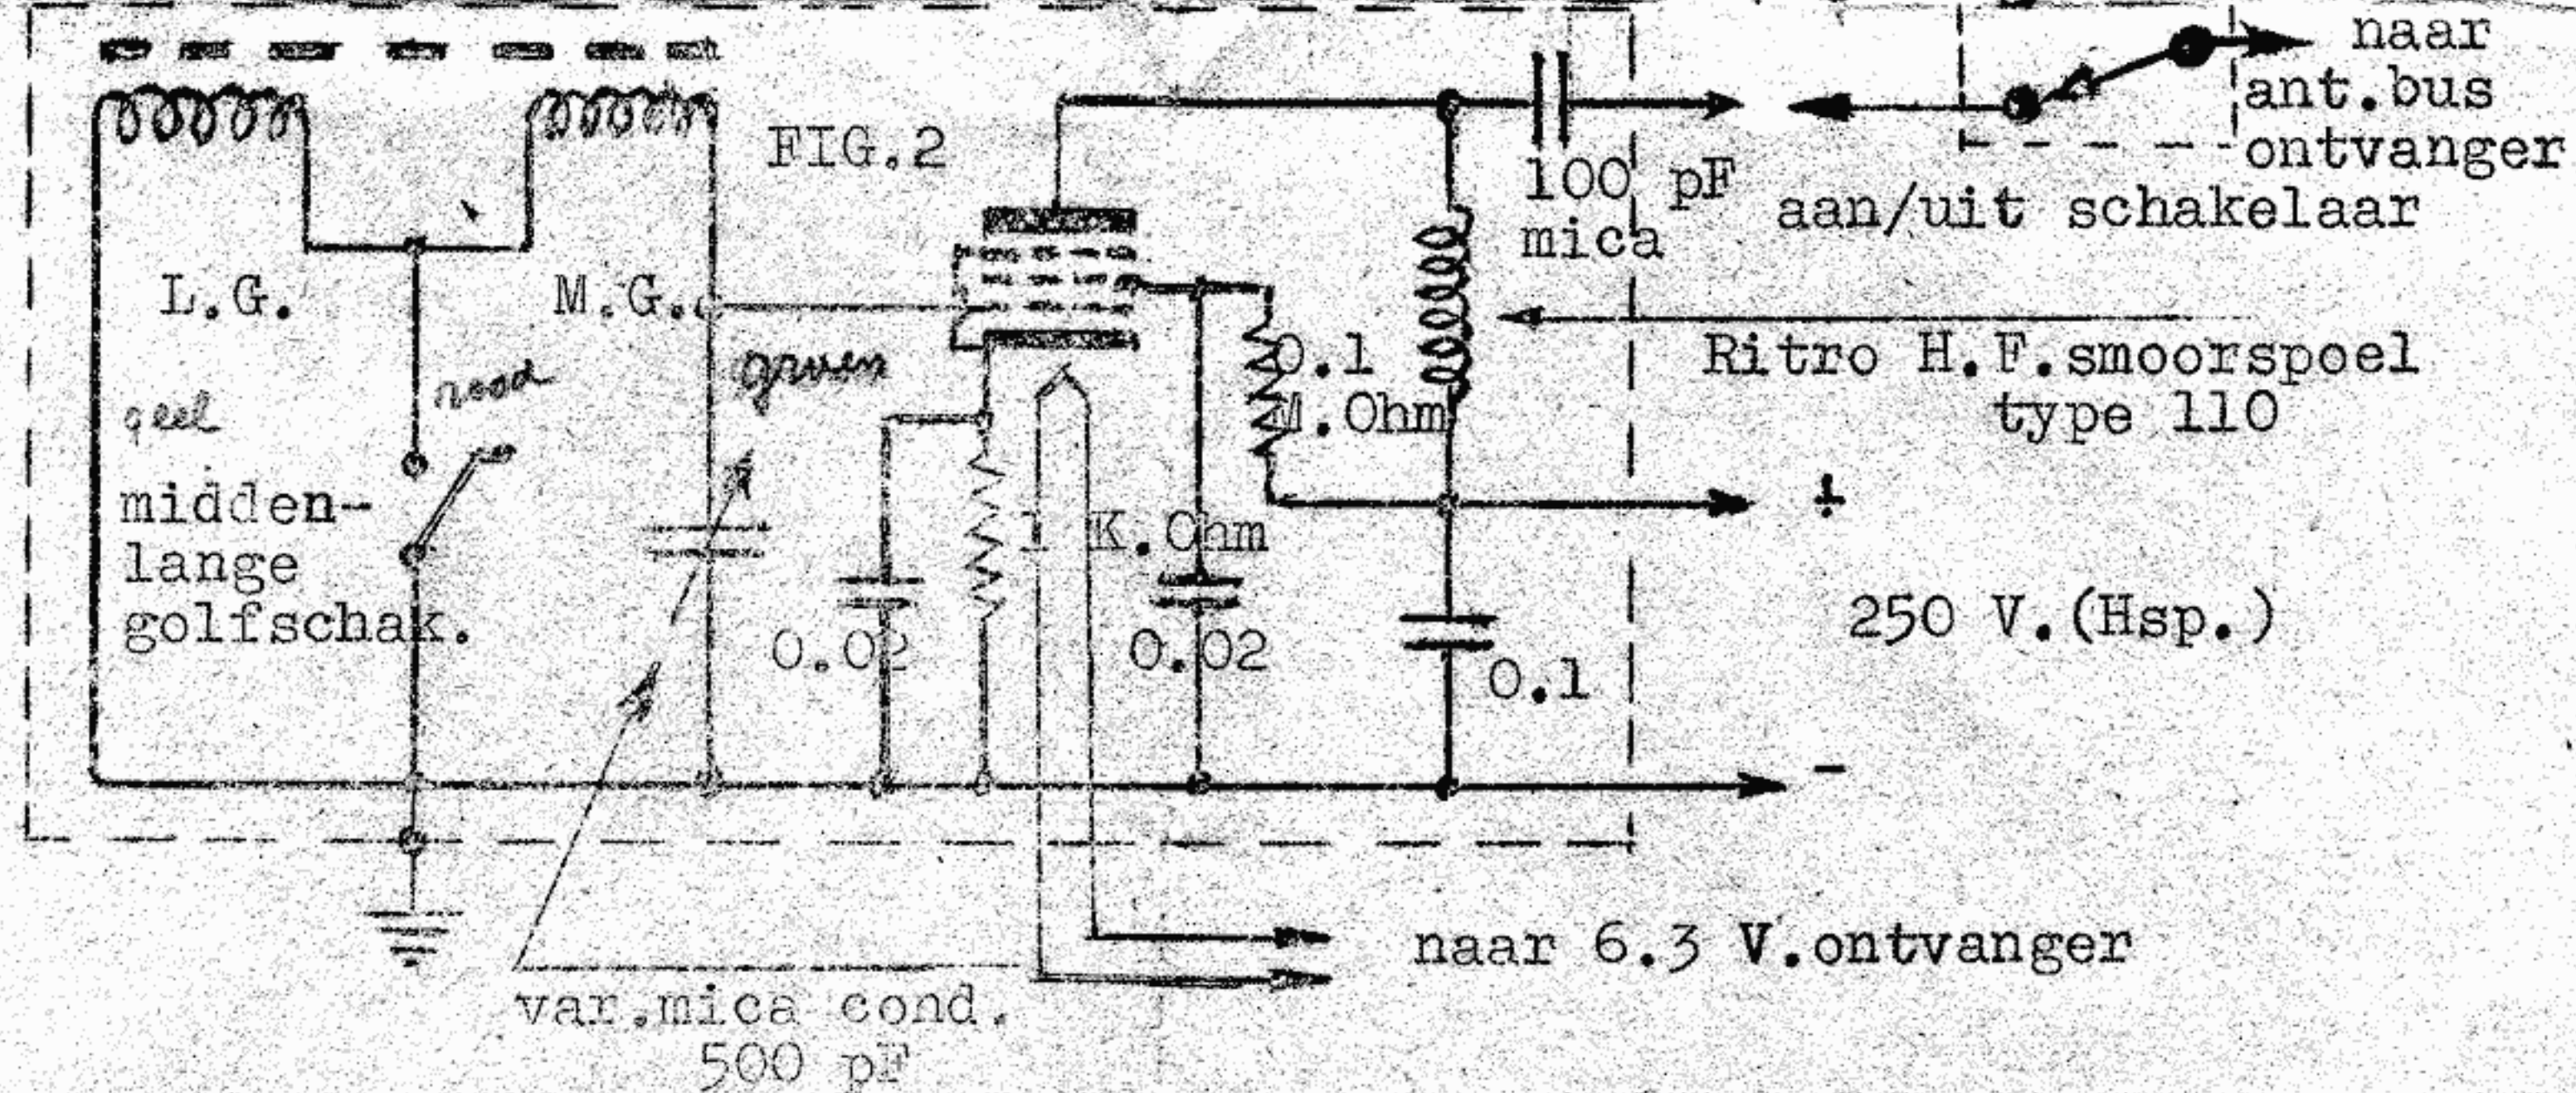 FIG.2
L.G.
M.G.
geel
rood
groen
midden-
lange
golfschak.
0.02
1 K.Ohm
0.02
0.1
M.Ohm
0.1
100 pF
mica
naar
ant.bus
ontvanger
aan/uit schakelaar
Ritro H.F.smoorspoel
type 110
+
250 V.(Hsp.)
-
naar 6.3 V.ontvanger
var.mica cond.
500 pF